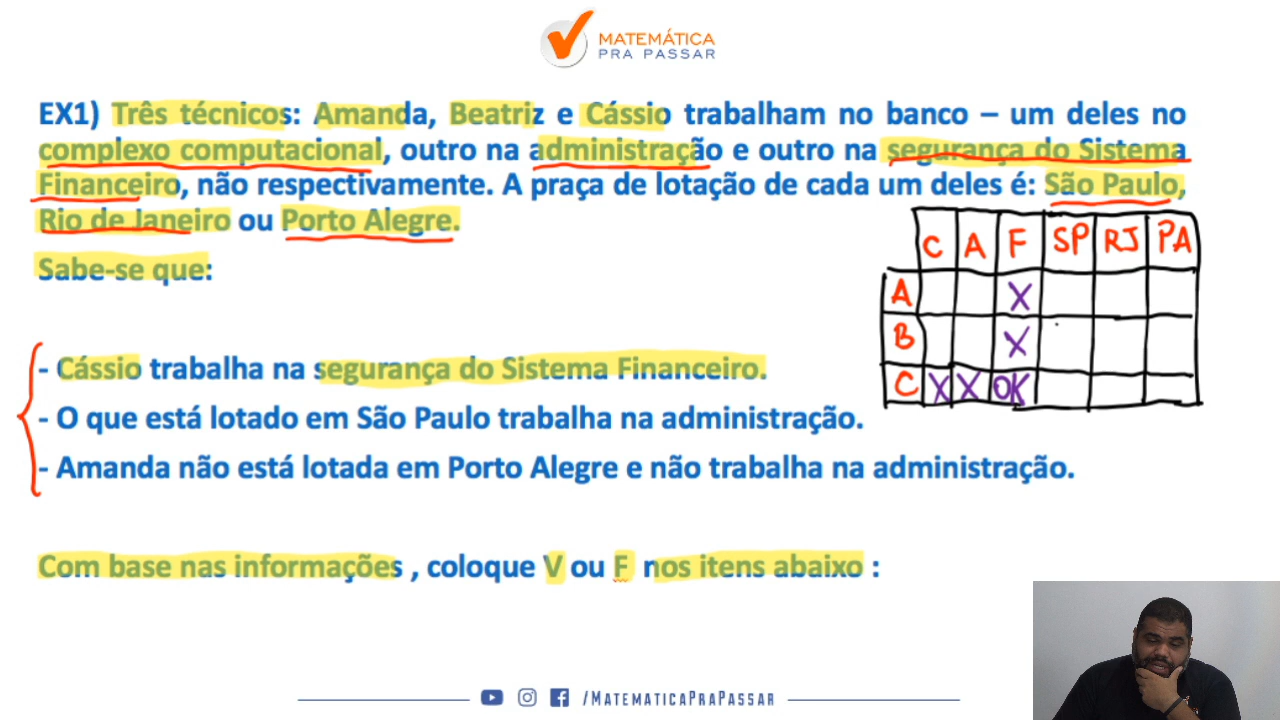 MATEMÁTICA
PRA PASSAR
EX1) Três técnicos: Amanda, Beatriz e Cássio trabalham no banco – um deles no
complexo computacional, outro na administração e outro na segurança do Sistema
Financeiro, não respectivamente. A praça de lotação de cada um deles é: São Paulo,
Rio de Janeiro ou Porto Alegre.
Sabe-se que:
C A F SP RJ PA
A X
B X
C X X OK
- Cássio trabalha na segurança do Sistema Financeiro.
- O que está lotado em São Paulo trabalha na administração.
- Amanda não está lotada em Porto Alegre e não trabalha na administração.
Com base nas informações , coloque V ou F nos itens abaixo :
/MATEMATICAPRAPASSAR